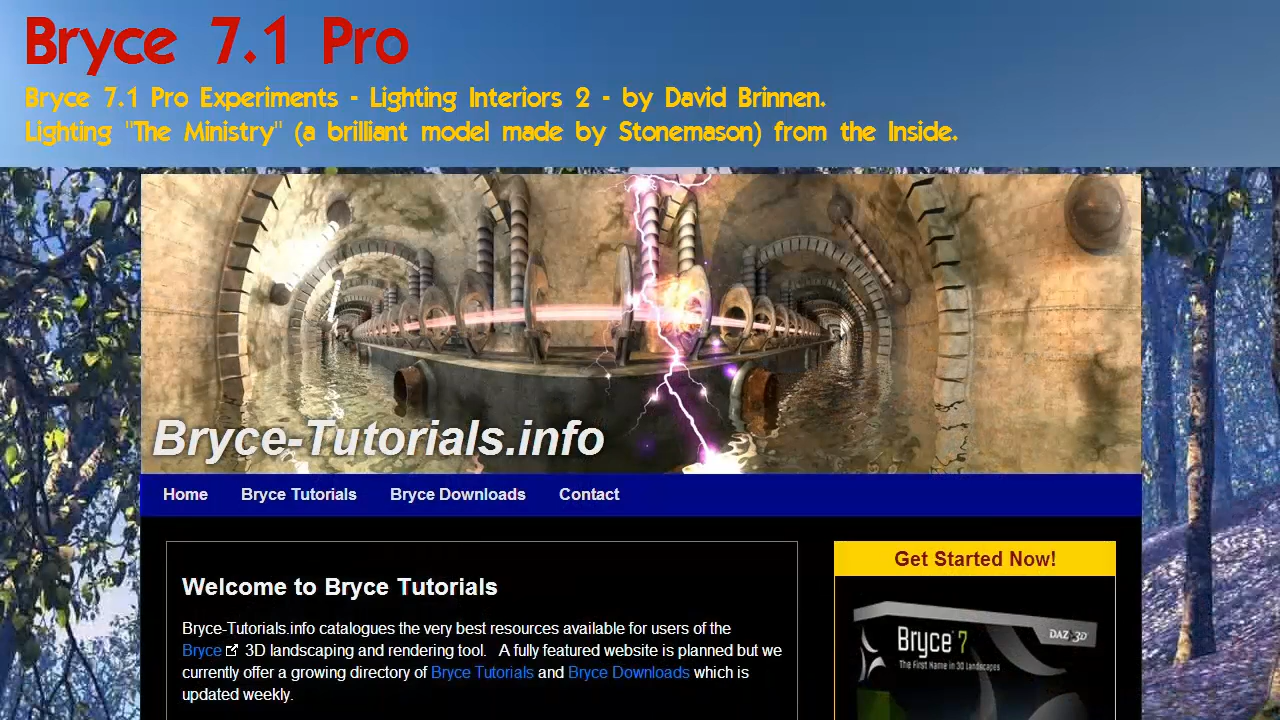 Bryce 7.1 Pro
Bryce 7.1 Pro Experiments - Lighting Interiors 2 - by David Brinnen.
Lighting "The Ministry" (a brilliant model made by Stonemason) from the Inside.
Bryce-Tutorials.info
Home Bryce Tutorials Bryce Downloads Contact
Welcome to Bryce Tutorials
Bryce-Tutorials.info catalogues the very best resources available for users of the
Bryce 3D landscaping and rendering tool. A fully featured website is planned but we
currently offer a growing directory of Bryce Tutorials and Bryce Downloads which is
updated weekly.
Get Started Now!
DAZ 3D
Bryce 7
The First Name in 3D landscapes